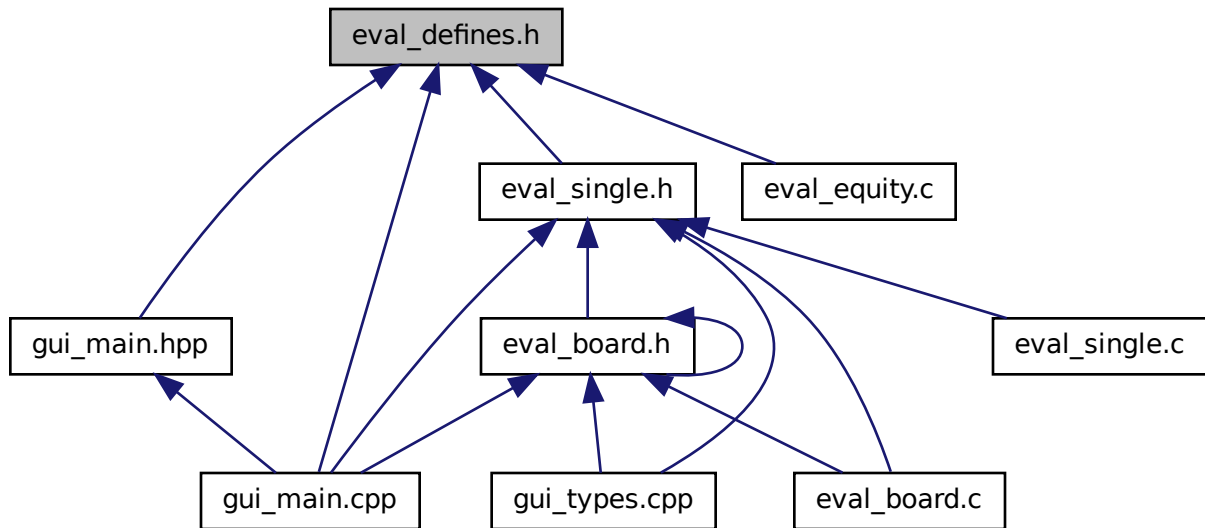 eval_defines.h
eval_single.h
eval_equity.c
gui_main.hpp
eval_board.h
eval_single.c
gui_main.cpp
gui_types.cpp
eval_board.c